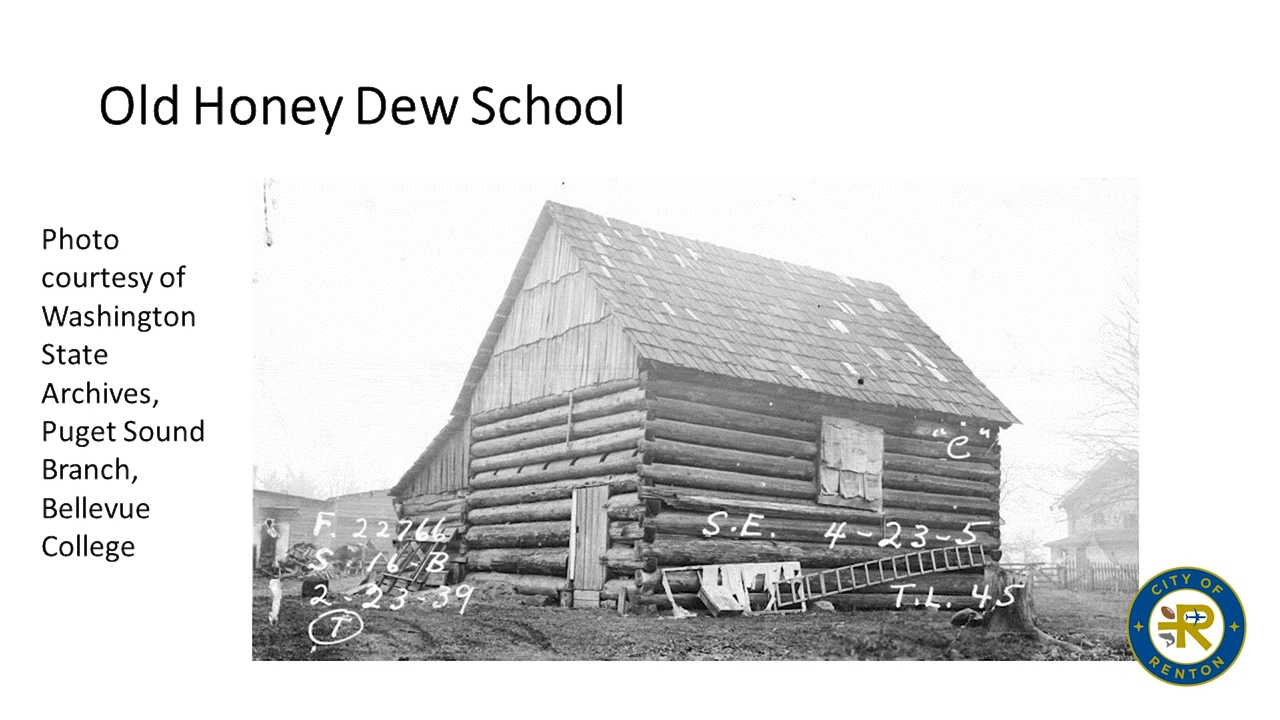 Old Honey Dew School
Photo
courtesy of
Washington
State
Archives,
Puget Sound
Branch,
Bellevue
College
"C"
F. 22766
S. 16-B
2-23-39
T
S.E. 4-23-5
T.L. 45
CITY OF
R
RENTON